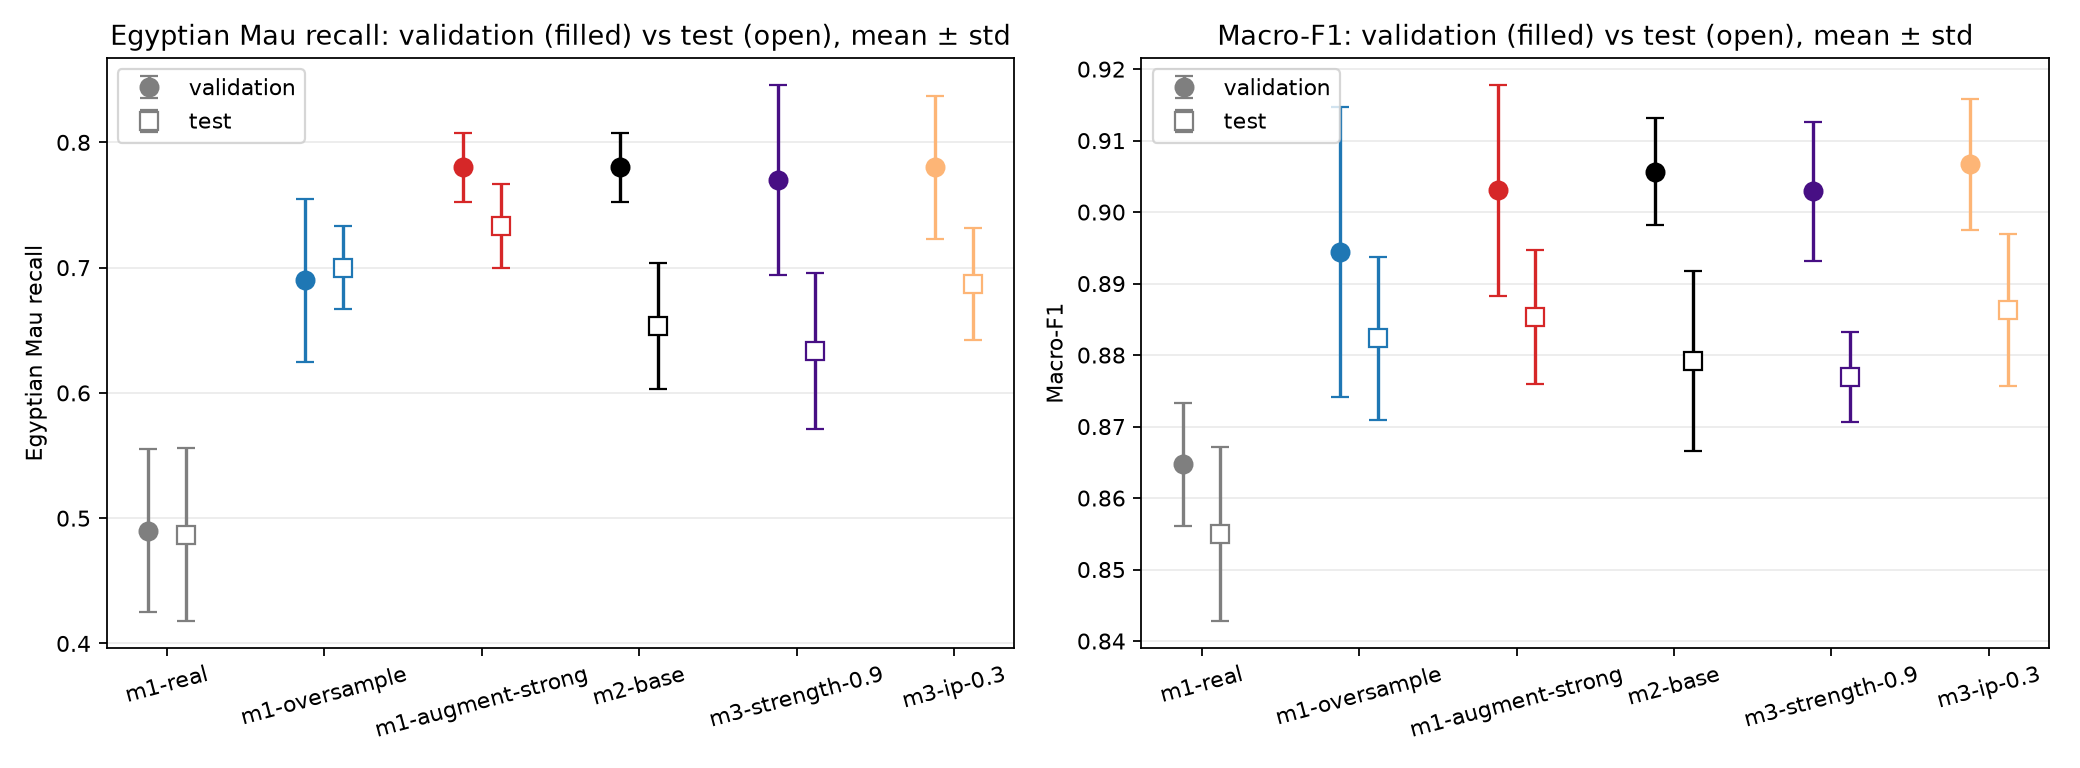 Egyptian Mau recall: validation (filled) vs test (open), mean ± std
validation
test
Egyptian Mau recall
0.8
0.7
0.6
0.5
0.4
m1-real
m1-oversample
m1-augment-strong
m2-base
m3-strength-0.9
m3-ip-0.3
Macro-F1: validation (filled) vs test (open), mean ± std
validation
test
Macro-F1
0.92
0.91
0.90
0.89
0.88
0.87
0.86
0.85
0.84
m1-real
m1-oversample
m1-augment-strong
m2-base
m3-strength-0.9
m3-ip-0.3